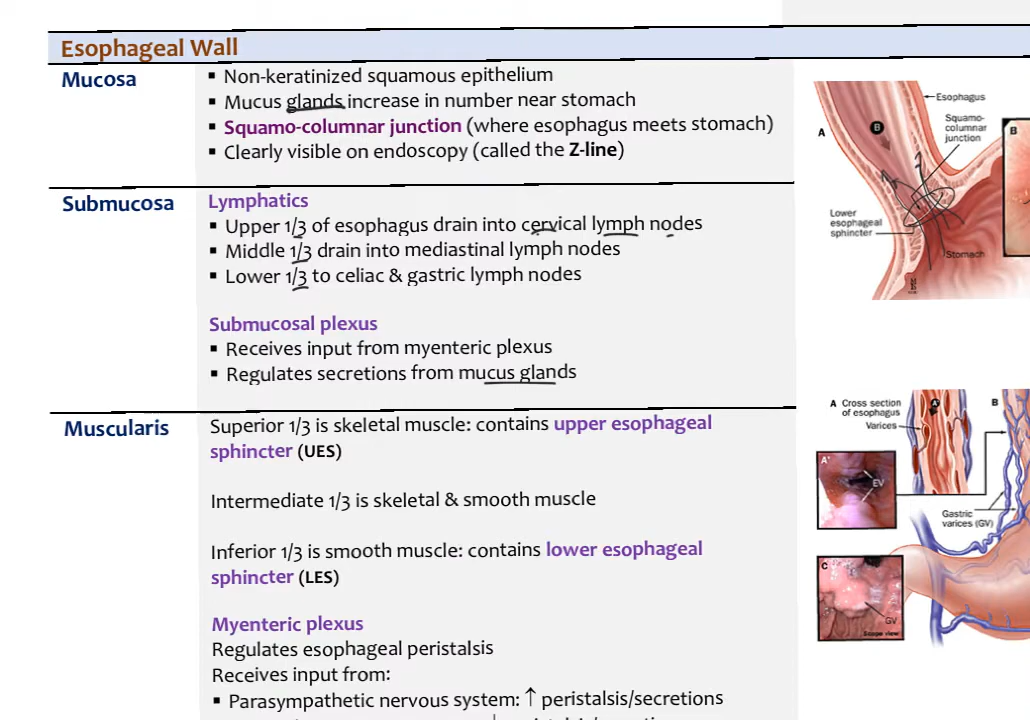 Esophageal Wall
Mucosa
▪ Non-keratinized squamous epithelium
▪ Mucus glands increase in number near stomach
▪ Squamo-columnar junction (where esophagus meets stomach)
▪ Clearly visible on endoscopy (called the Z-line)
Submucosa
Lymphatics
▪ Upper 1/3 of esophagus drain into cervical lymph nodes
▪ Middle 1/3 drain into mediastinal lymph nodes
▪ Lower 1/3 to celiac & gastric lymph nodes
Submucosal plexus
▪ Receives input from myenteric plexus
▪ Regulates secretions from mucus glands
Muscularis
Superior 1/3 is skeletal muscle: contains upper esophageal
sphincter (UES)
Intermediate 1/3 is skeletal & smooth muscle
Inferior 1/3 is smooth muscle: contains lower esophageal
sphincter (LES)
Myenteric plexus
Regulates esophageal peristalsis
Receives input from:
▪ Parasympathetic nervous system: ↑ peristalsis/secretions
A
B
Esophagus
Squamo-
columnar
junction
Lower
esophageal
sphincter
Stomach
B
A Cross section
of esophagus
Varices
A'
B
A'
EV
Gastric
varices (GV)
C
GV
Scope view